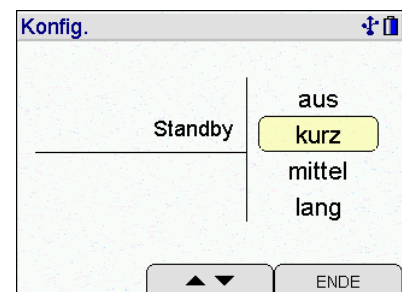 Konfig.
aus
Standby
kurz
mittel
lang
▲ ▼ ENDE